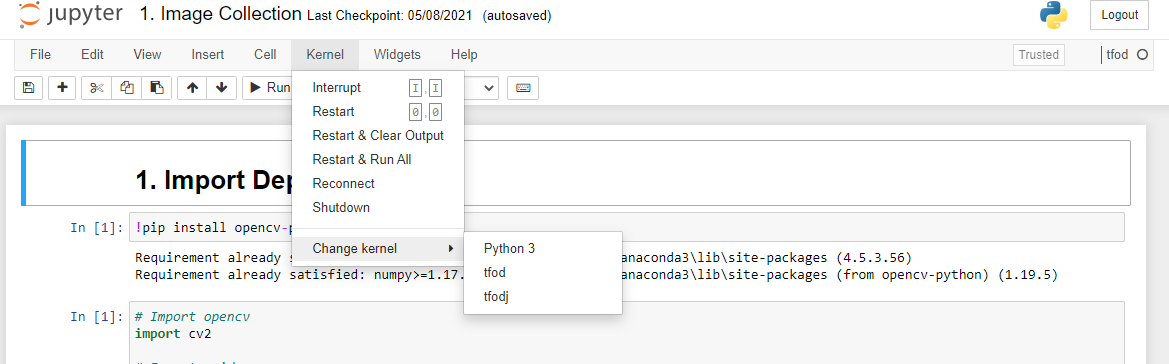 jupyter 1. Image Collection Last Checkpoint: 05/08/2021 (autosaved) Logout
File Edit View Insert Cell Kernel Widgets Help Trusted tfod
Run
Interrupt I,I
Restart 0,0
Restart & Clear Output
Restart & Run All
Reconnect
Shutdown
Change kernel
Python 3
tfod
tfodj
1. Import
In [1]: !pip install
Requirement already anaconda3\lib\site-packages (4.5.3.56)
Requirement already satisfied: numpy>=1.17. anaconda3\lib\site-packages (from opencv-python) (1.19.5)
In [1]: # Import opencv
import cv2